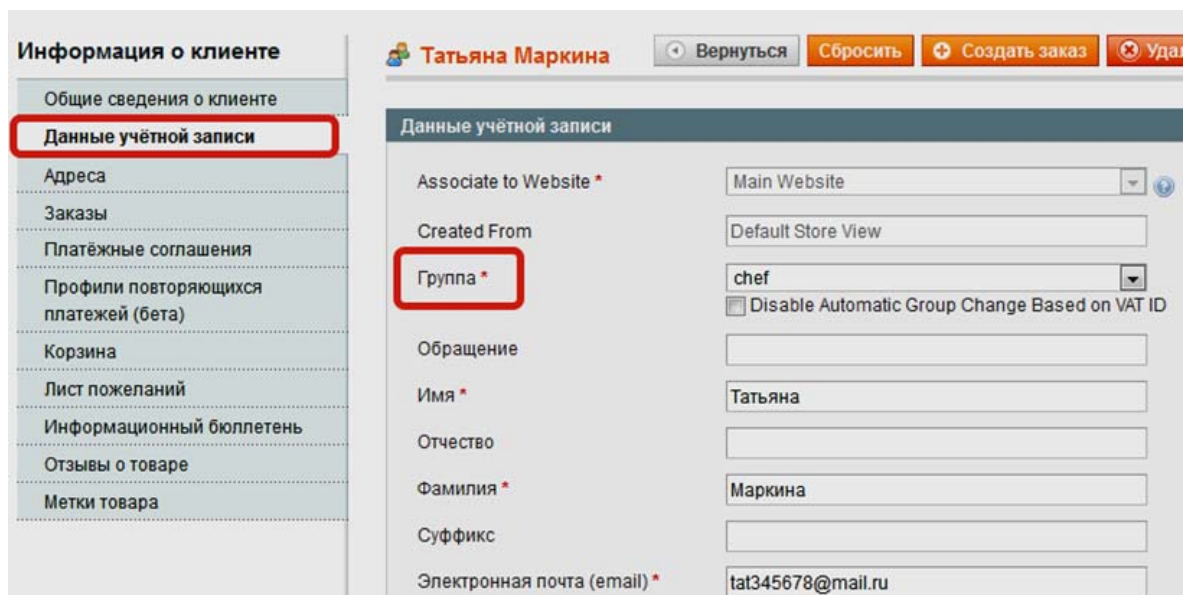 Информация о клиенте
Общие сведения о клиенте
Данные учётной записи
Адреса
Заказы
Платёжные соглашения
Профили повторяющихся
платежей (бета)
Корзина
Лист пожеланий
Информационный бюллетень
Отзывы о товаре
Метки товара
Татьяна Маркина
Вернуться
Сбросить
Создать заказ
Данные учётной записи
Associate to Website *
Main Website
Created From
Default Store View
Группа *
chef
Disable Automatic Group Change Based on VAT ID
Обращение
Имя *
Татьяна
Отчество
Фамилия *
Маркина
Суффикс
Электронная почта (email) *
tat345678@mail.ru